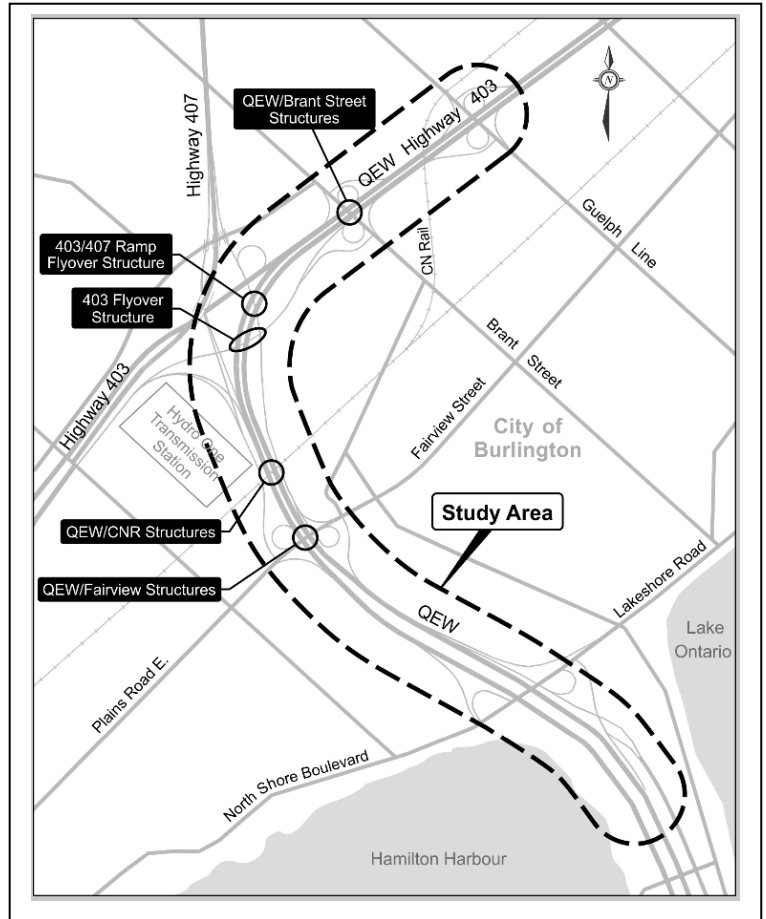 Highway 407
QEW/Brant Street
Structures
QEW Highway 403
N
403/407 Ramp
Flyover Structure
403 Flyover
Structure
CN Rail
Guelph Line
Brant Street
Highway 403
Hydro One
Transmission
Station
Fairview Street
City of
Burlington
QEW/CNR Structures
Study Area
QEW/Fairview Structures
QEW
Lakeshore Road
Lake
Ontario
Plains Road E.
North Shore Boulevard
Hamilton Harbour